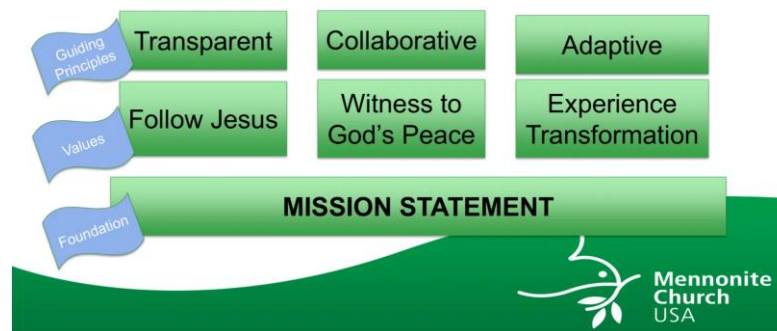 Guiding
Principles
Transparent
Collaborative
Adaptive
Values
Follow Jesus
Witness to
God's Peace
Experience
Transformation
Foundation
MISSION STATEMENT
Mennonite
Church
USA